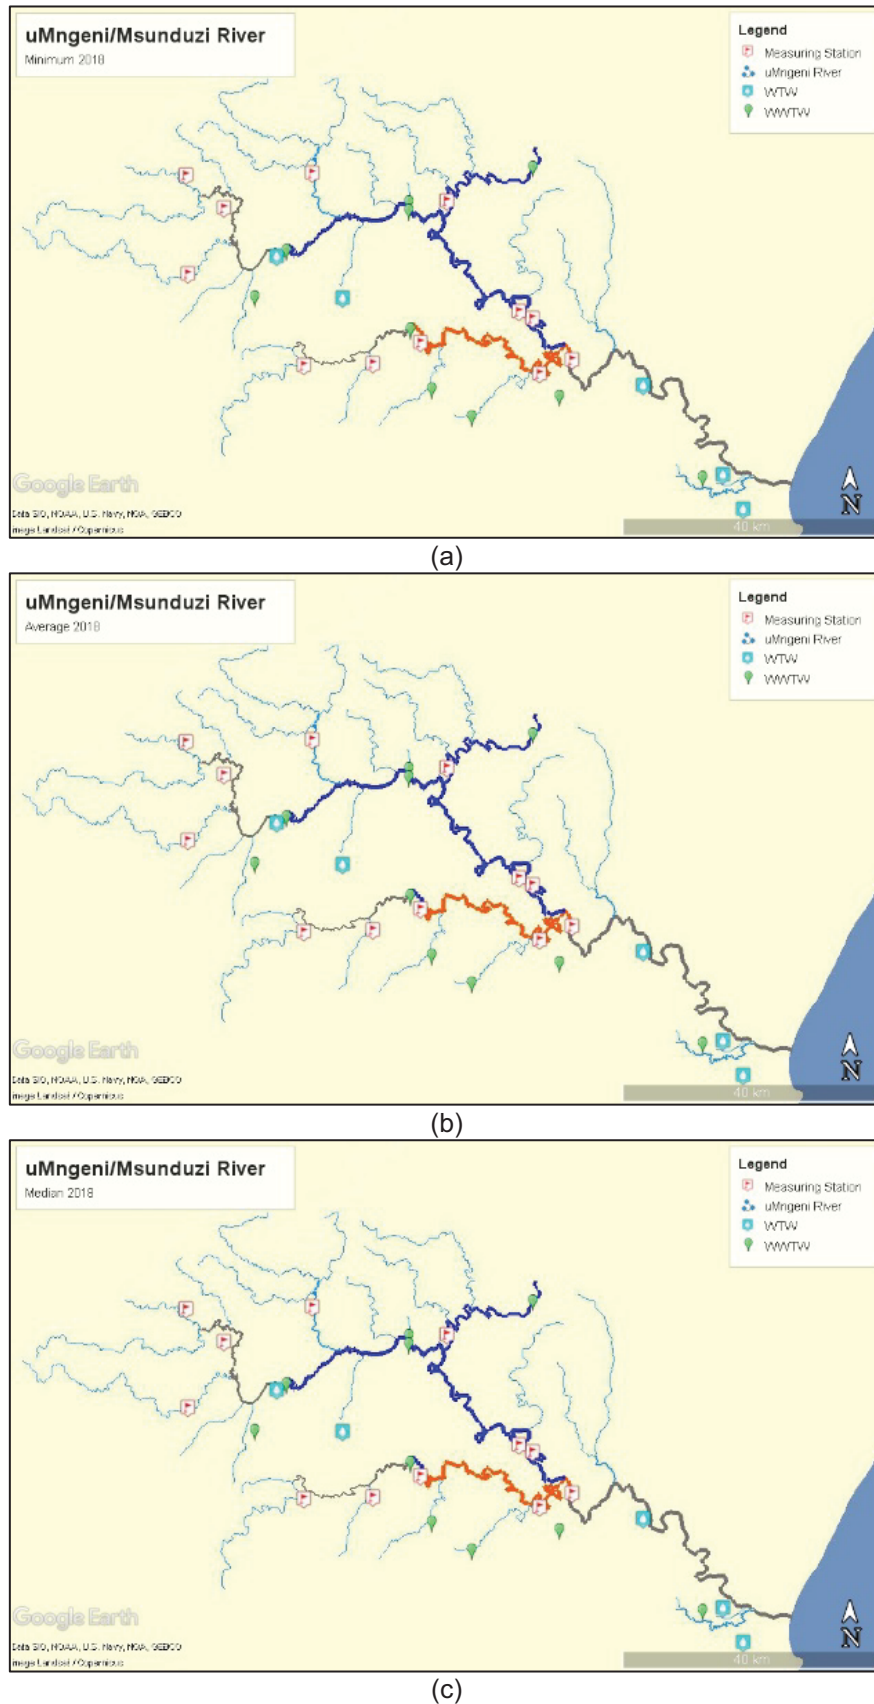 uMngeni/Msunduzi River
Minimum 2018
Legend
Measuring Station
uMngeni River
WTW
WWTW
Google Earth
Data SIO, NOAA, U.S. Navy, NGA, GEBCO
Image Landsat / Copernicus
40 km
N
(a)
uMngeni/Msunduzi River
Average 2018
Legend
Measuring Station
uMngeni River
WTW
WWTW
Google Earth
Data SIO, NOAA, U.S. Navy, NGA, GEBCO
Image Landsat / Copernicus
40 km
N
(b)
uMngeni/Msunduzi River
Median 2018
Legend
Measuring Station
uMngeni River
WTW
WWTW
Google Earth
Data SIO, NOAA, U.S. Navy, NGA, GEBCO
Image Landsat / Copernicus
40 km
N
(c)